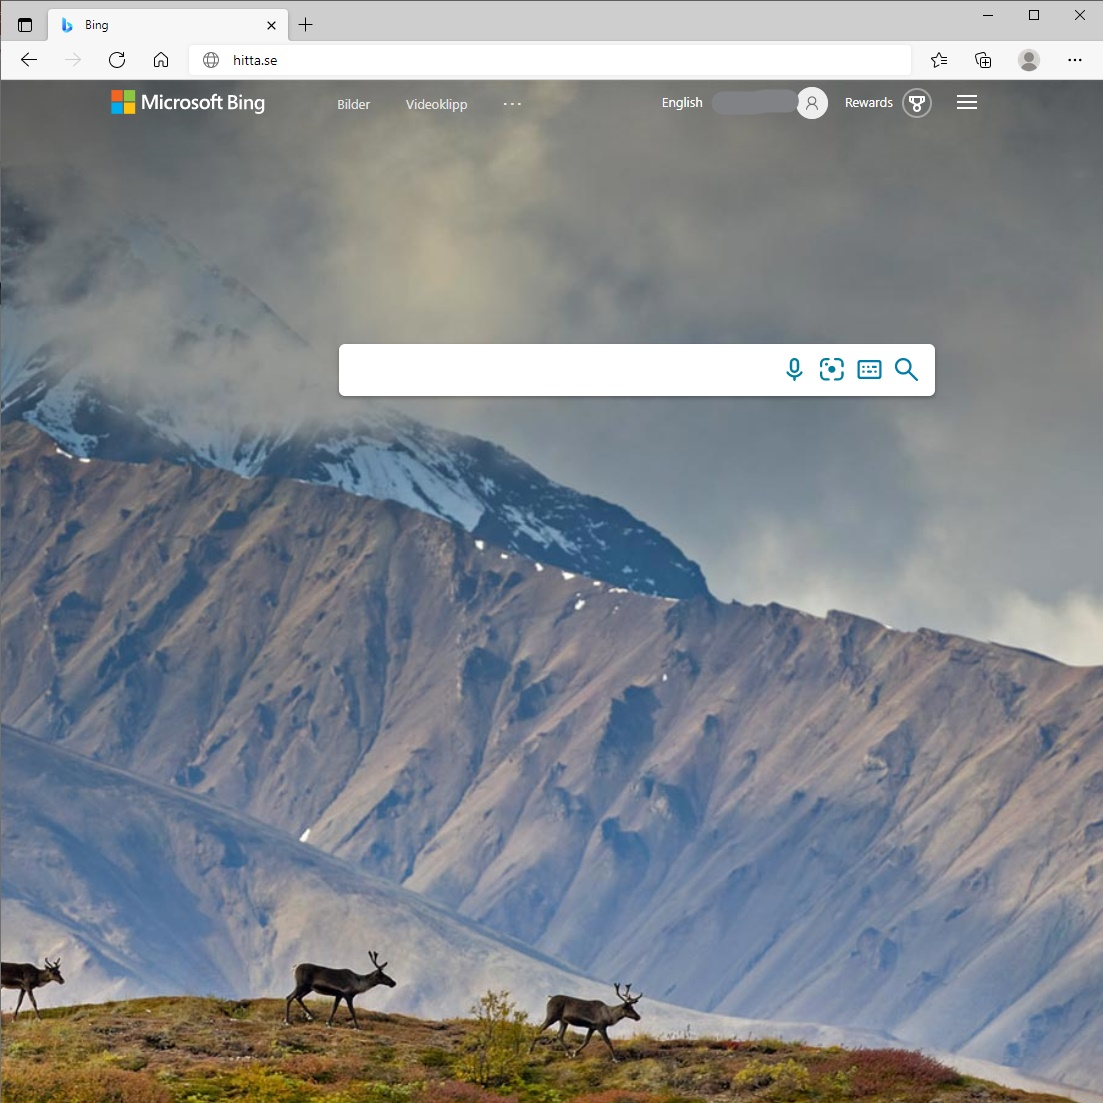 Bing
hitta.se
Microsoft Bing
Bilder
Videoklipp
English
Rewards